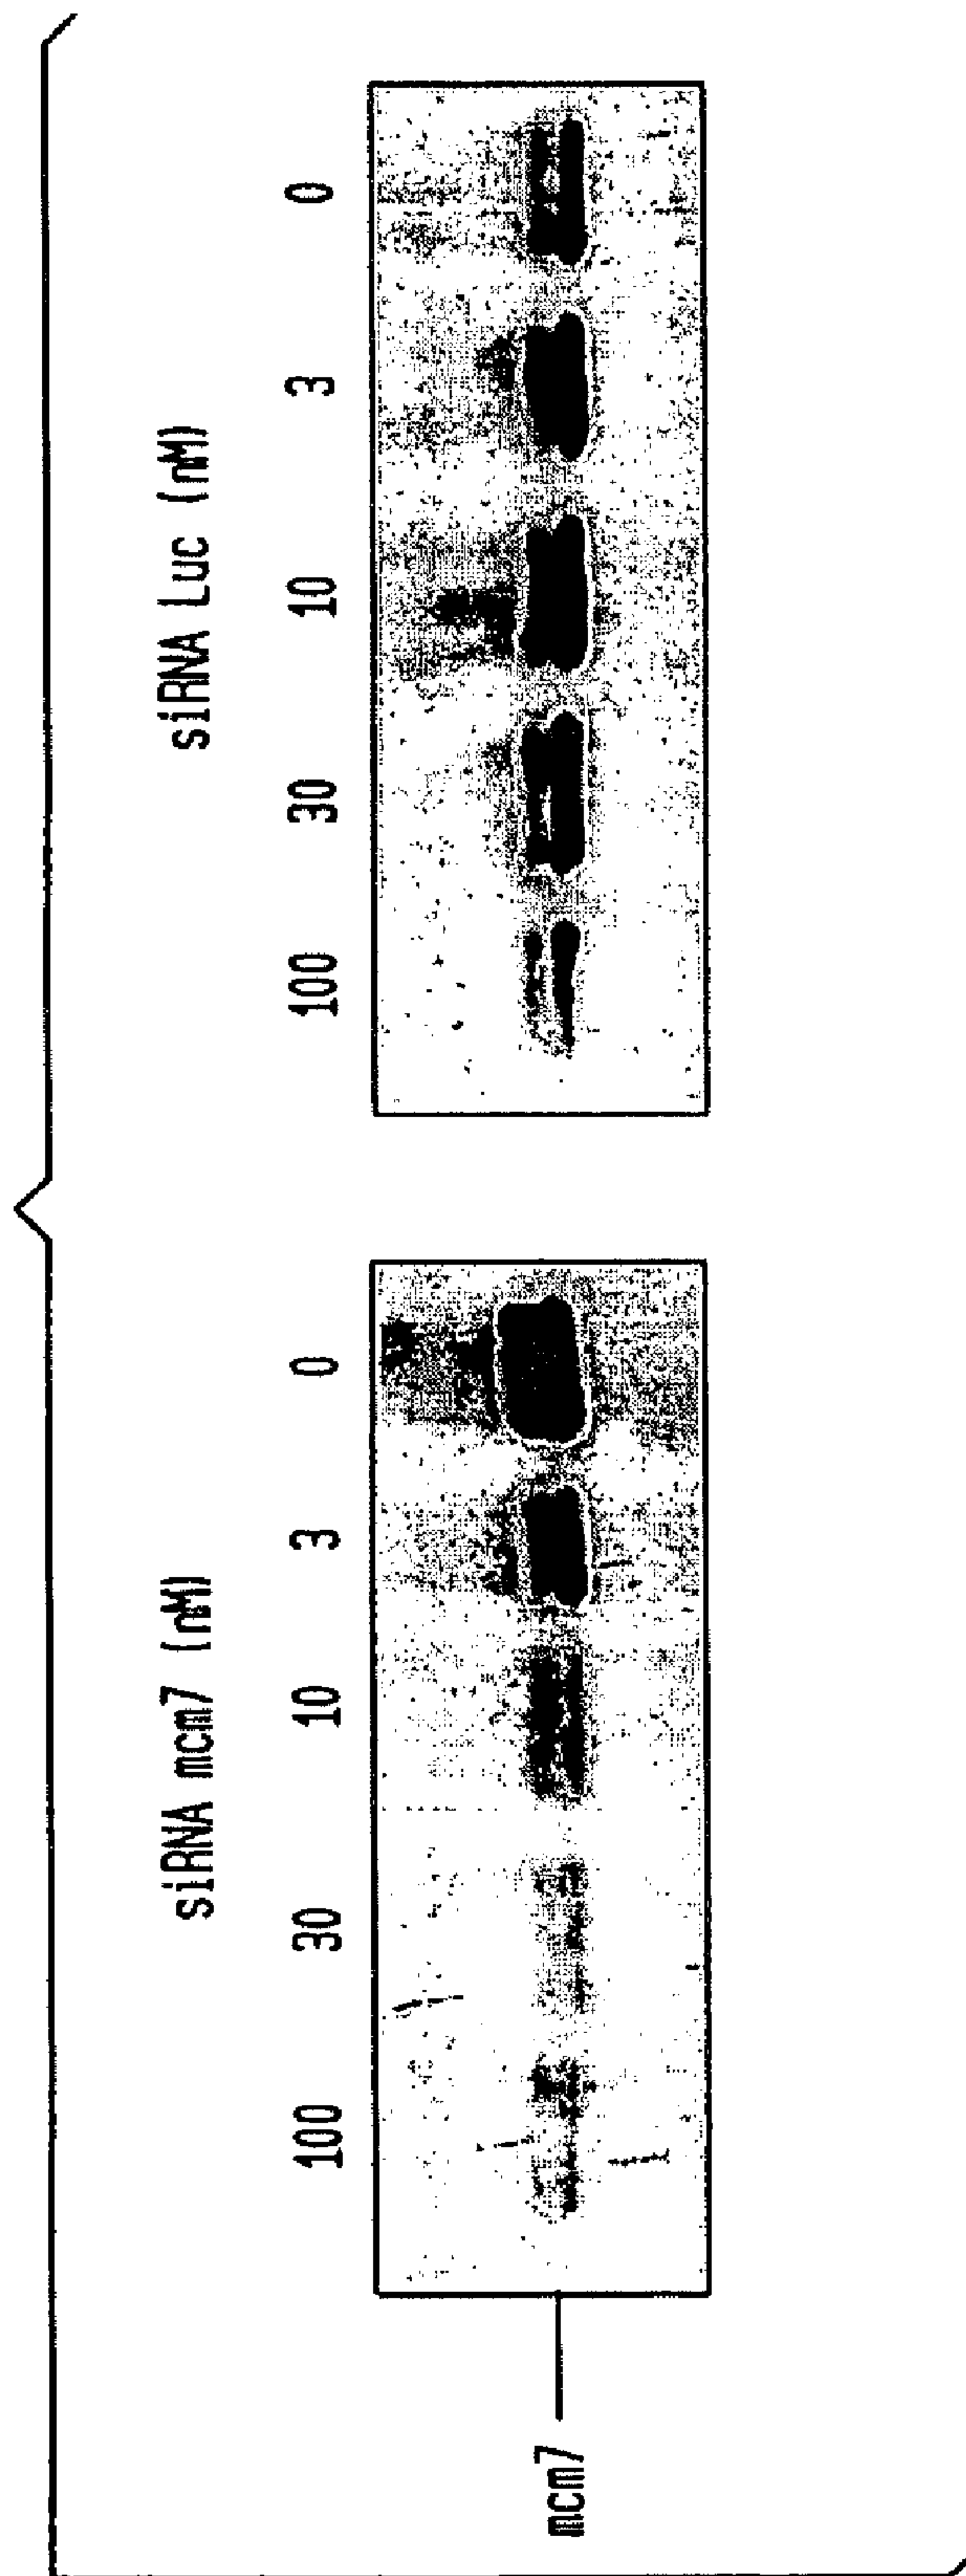 siRNA mcm7 (nM)
100 30 10 3 0
mcm7
siRNA Luc (nM)
100 30 10 3 0